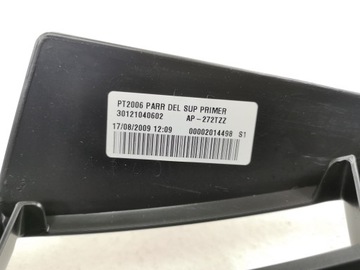 PT2006 PARR DEL SUP PRIMER
30121040602 AP-272TZZ
17/08/2009 12:09 00002014498 S1